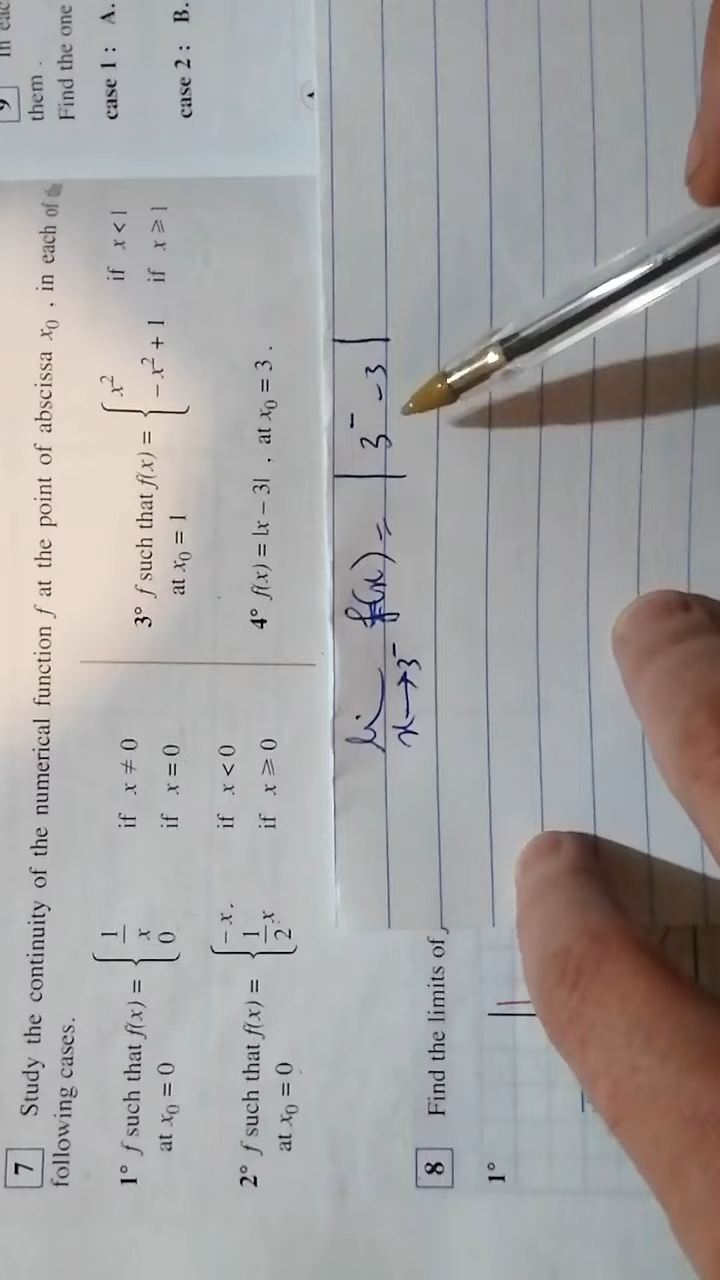 7 Study the continuity of the numerical function f at the point of abscissa x₀ , in each of
following cases.
1° f such that f(x) = { 1/x if x ≠ 0
0 if x = 0
at x₀ = 0
2° f such that f(x) = { -x. if x < 0
1/2 x if x ⩾ 0
at x₀ = 0
3° f such that f(x) = { x² if x < 1
-x² + 1 if x ⩾ 1
at x₀ = 1
4° f(x) = |x - 3| , at x₀ = 3 .
lim f(x) = | 3⁻ - 3 |
x → 3⁻
8 Find the limits of
1°
9 in
them .
Find the one
case 1 : A.
case 2 : B.